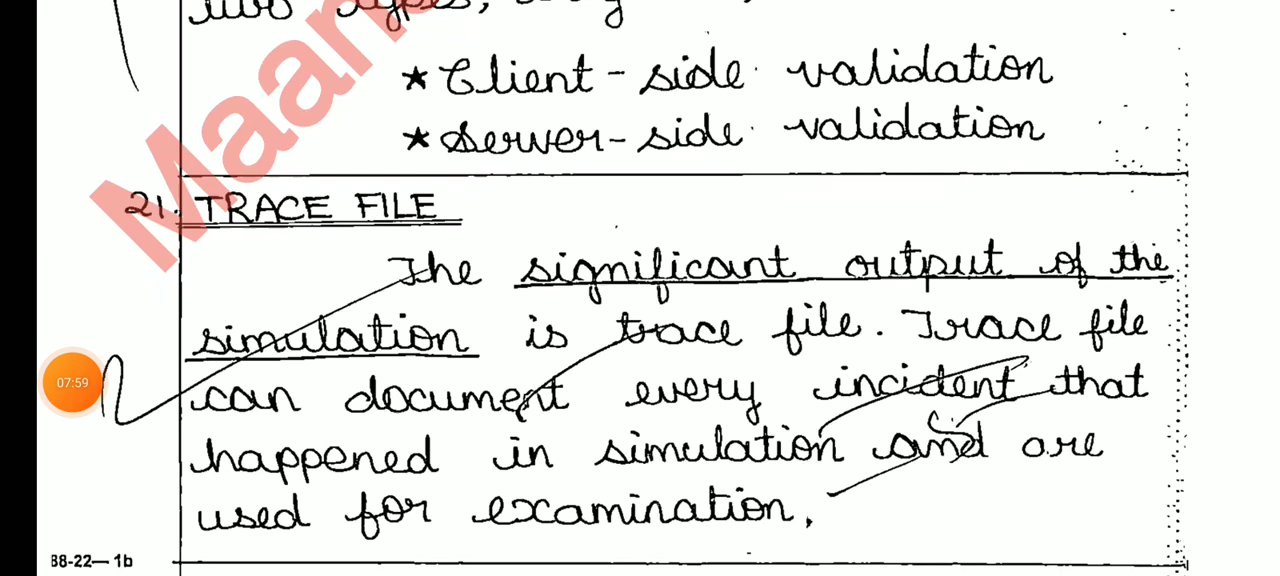 two types,
* Client-side validation
* Server-side validation
21. TRACE FILE
The significant output of the
simulation is trace file. Trace file
can document every incident that
happened in simulation and are
used for examination.
Maan
07:59
88-22— 1b